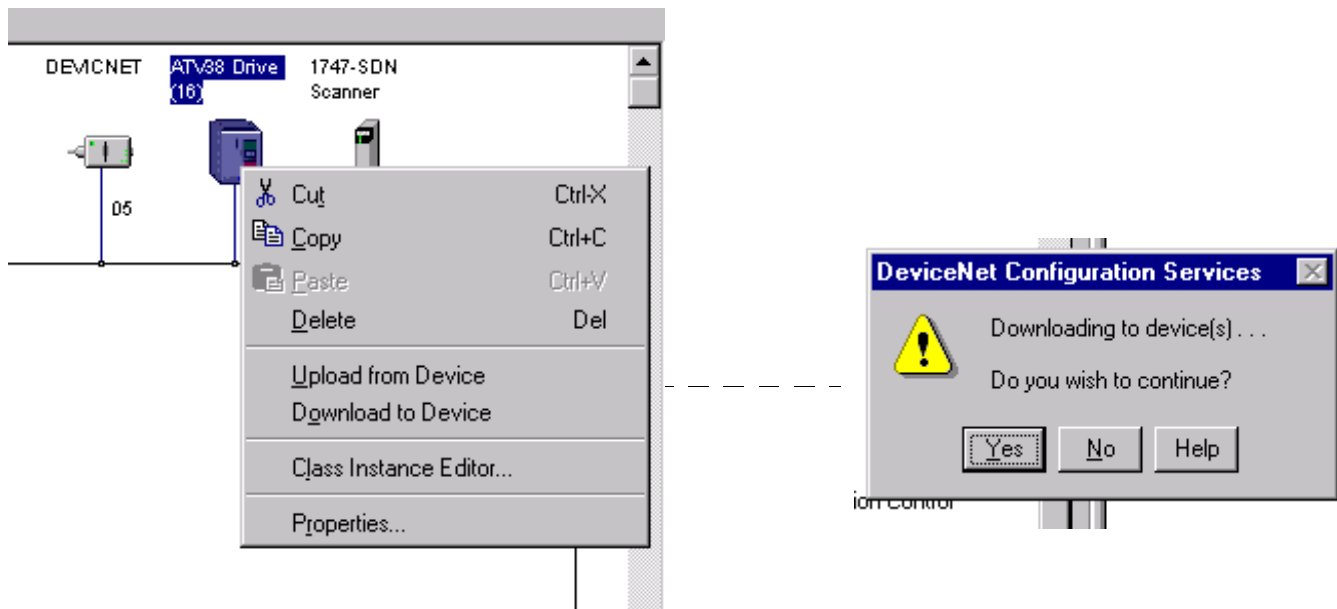 DEVICNET
ATV38 Drive
(16)
1747-SDN
Scanner
05
Cut Ctrl-X
Copy Ctrl+C
Paste Ctrl+V
Delete Del
Upload from Device
Download to Device
Class Instance Editor...
Properties...
DeviceNet Configuration Services
Downloading to device(s) . . .
Do you wish to continue?
Yes No Help
ion Control